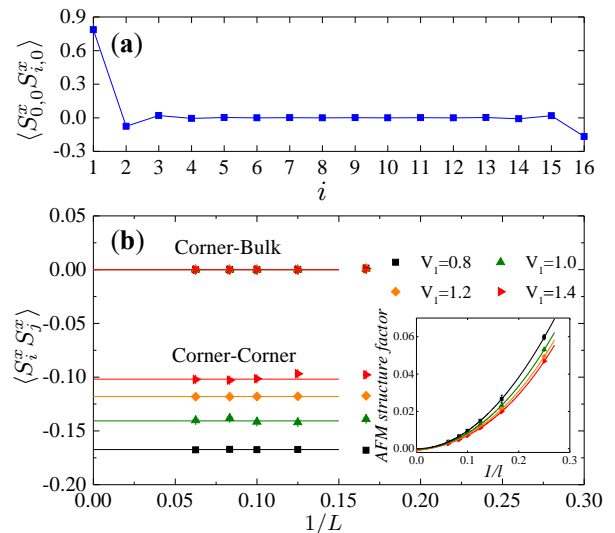 (a)
⟨S^x_{0,0} S^x_{i,0}⟩
0.9
0.6
0.3
0.0
-0.3
1 2 3 4 5 6 7 8 9 10 11 12 13 14 15 16
i
(b)
⟨S^x_i S^x_j⟩
0.05
0.00
-0.05
-0.10
-0.15
-0.20
Corner-Bulk
V_1=0.8 V_1=1.0
V_1=1.2 V_1=1.4
Corner-Corner
AFM structure factor
0.06
0.04
0.02
0.00
0.0 0.1 0.2 0.3
1/l
0.00 0.05 0.10 0.15 0.20 0.25 0.30
1/L